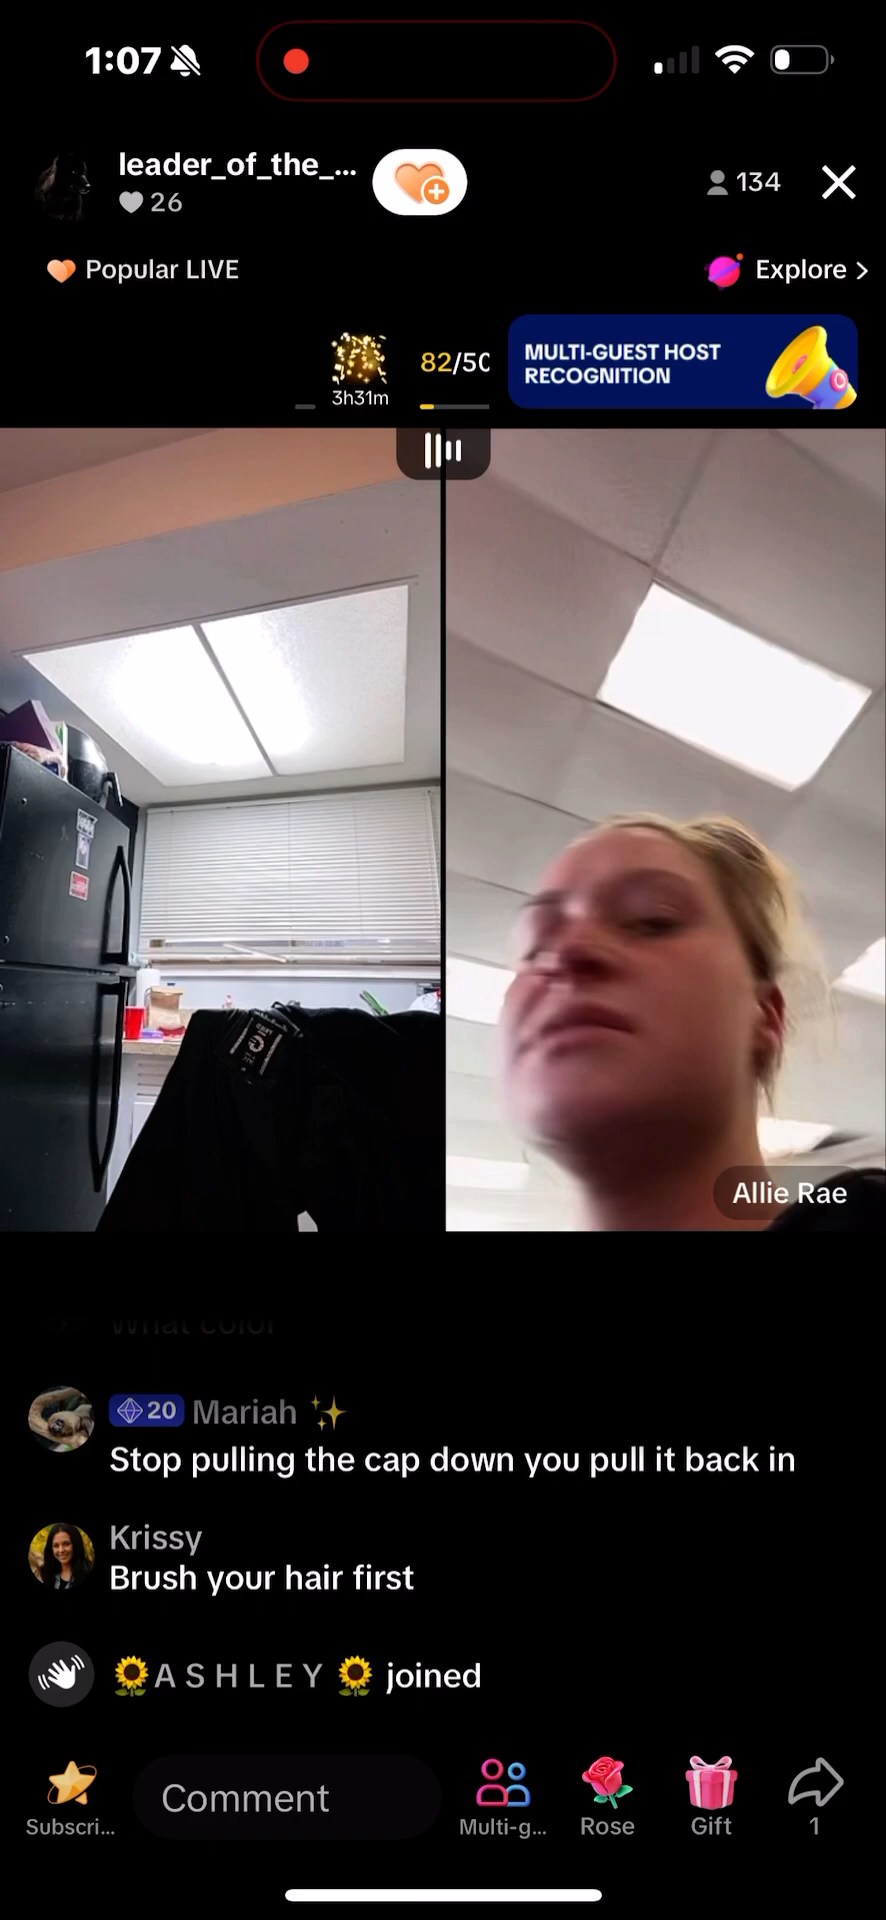 1:07
leader_of_the_...
26
134
Popular LIVE
Explore >
3h31m
82/50
MULTI-GUEST HOST
RECOGNITION
Allie Rae
What color
20 Mariah ✨
Stop pulling the cap down you pull it back in
Krissy
Brush your hair first
🌻A S H L E Y 🌻 joined
Subscri...
Comment
Multi-g...
Rose
Gift
1